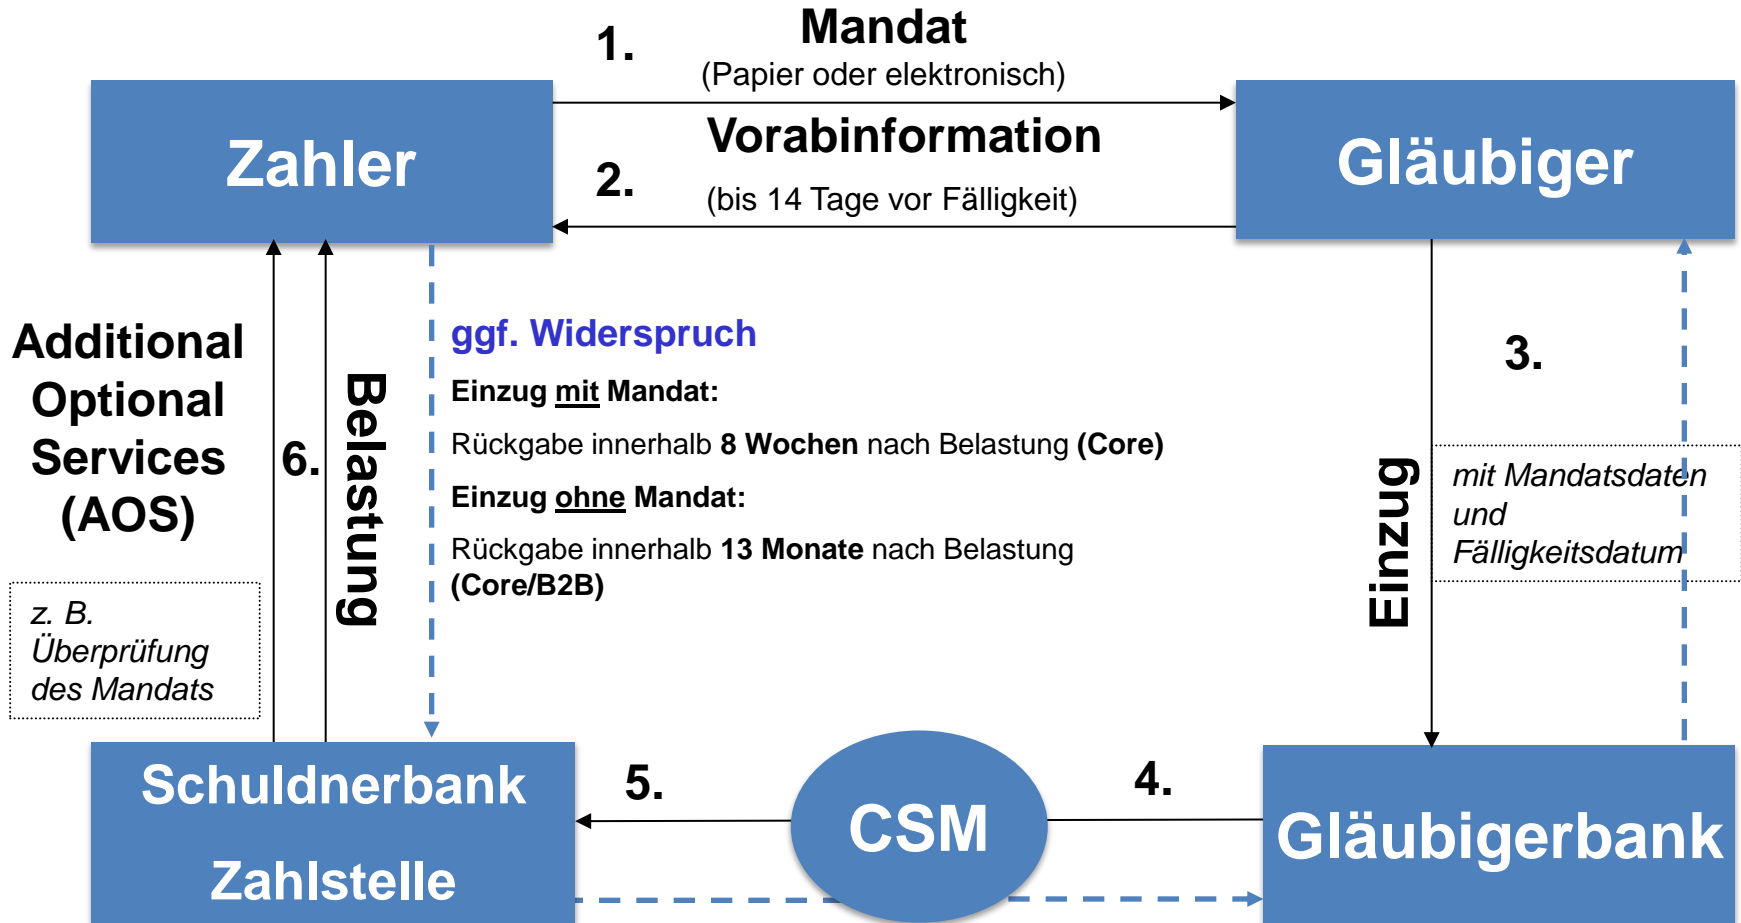 1.
Mandat
(Papier oder elektronisch)
Zahler
Vorabinformation
2.
(bis 14 Tage vor Fälligkeit)
Gläubiger
Additional
Optional
Services
(AOS)
6.
Belastung
z. B.
Überprüfung
des Mandats
ggf. Widerspruch
Einzug mit Mandat:
Rückgabe innerhalb 8 Wochen nach Belastung (Core)
Einzug ohne Mandat:
Rückgabe innerhalb 13 Monate nach Belastung
(Core/B2B)
3.
Einzug
mit Mandatsdaten
und
Fälligkeitsdatum
Schuldnerbank
Zahlstelle
5.
CSM
4.
Gläubigerbank